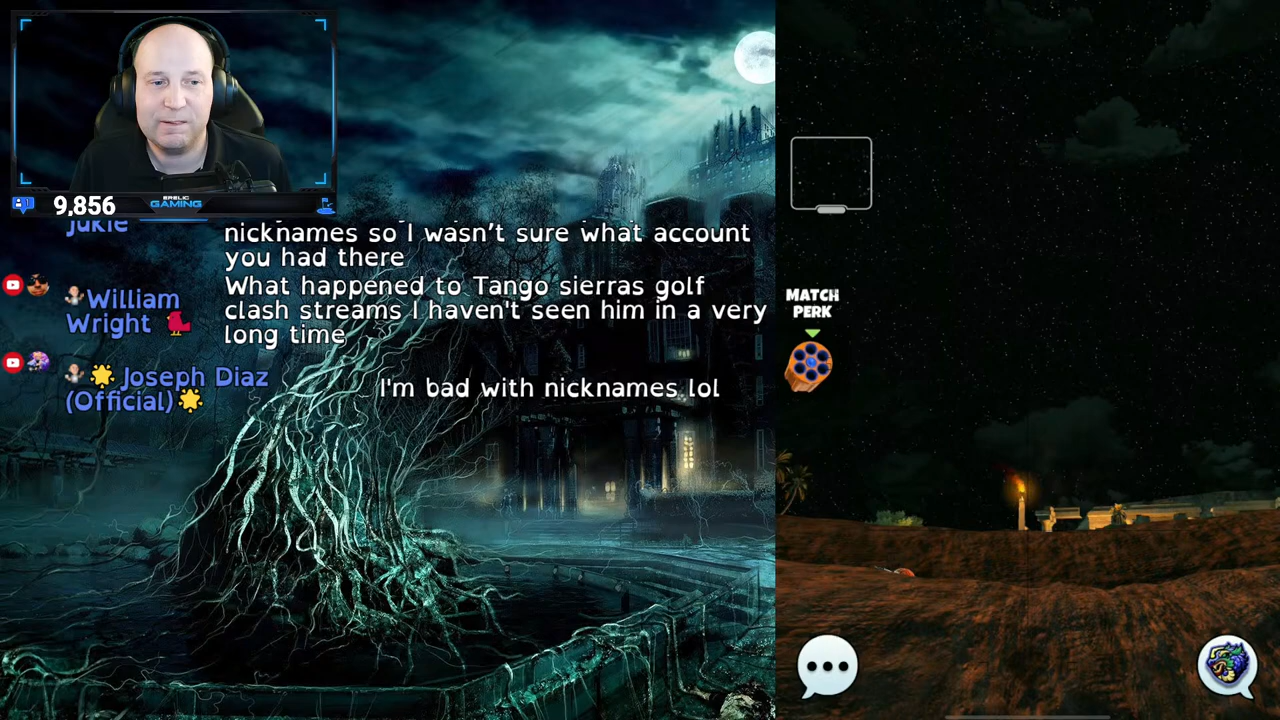 ERELIC
GAMING
9,856
Jukie
nicknames so I wasn't sure what account
you had there
William
Wright
What happened to Tango sierras golf
clash streams I haven't seen him in a very
long time
Joseph Diaz
(Official)
I'm bad with nicknames lol
MATCH
PERK